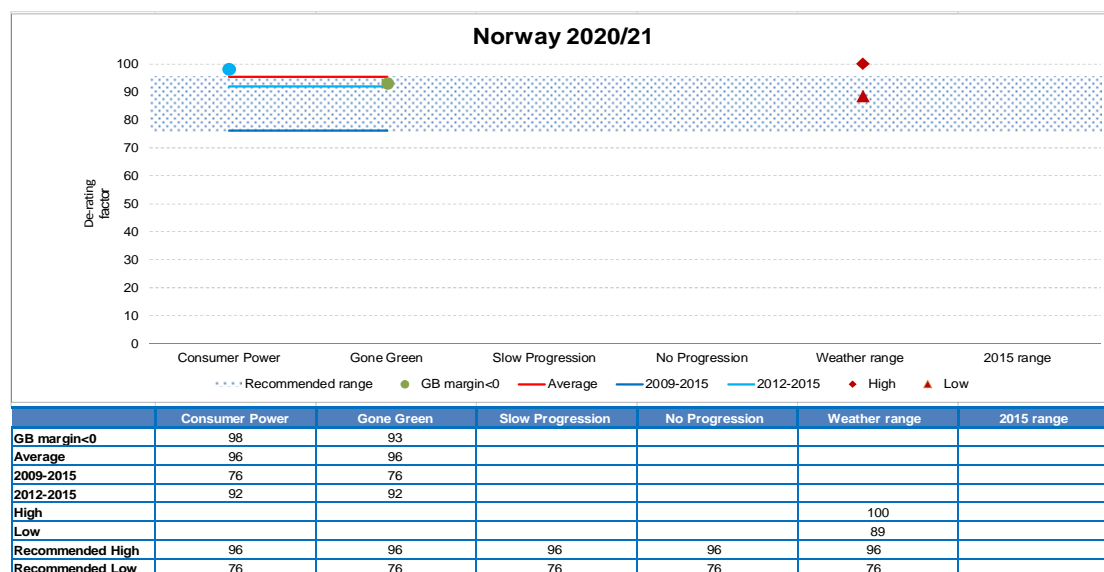 Norway 2020/21
100
90
80
70
60
50
40
30
20
10
0
De-rating
factor
Consumer Power Gone Green Slow Progression No Progression Weather range 2015 range
Recommended range GB margin<0 Average 2009-2015 2012-2015 High Low
Consumer Power Gone Green Slow Progression No Progression Weather range 2015 range
GB margin<0 98 93
Average 96 96
2009-2015 76 76
2012-2015 92 92
High 100
Low 89
Recommended High 96 96 96 96 96
Recommended Low 76 76 76 76 76